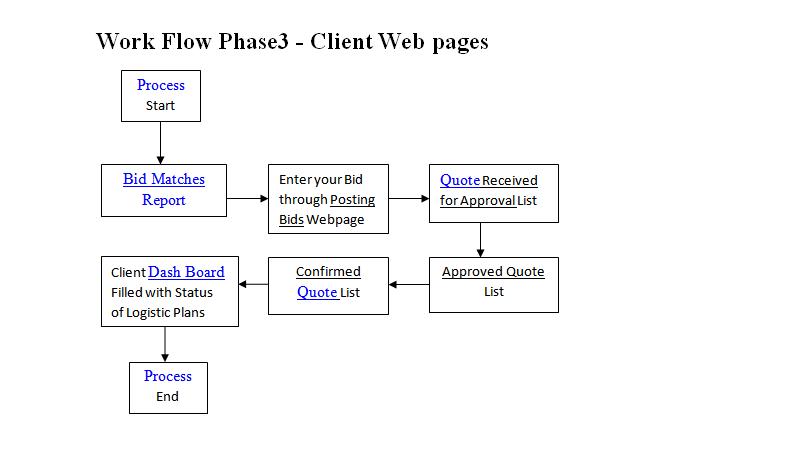 Work Flow Phase3 - Client Web pages
Process
Start
Bid Matches
Report
Enter your Bid
through Posting
Bids Webpage
Quote Received
for Approval List
Client Dash Board
Filled with Status
of Logistic Plans
Confirmed
Quote List
Approved Quote
List
Process
End